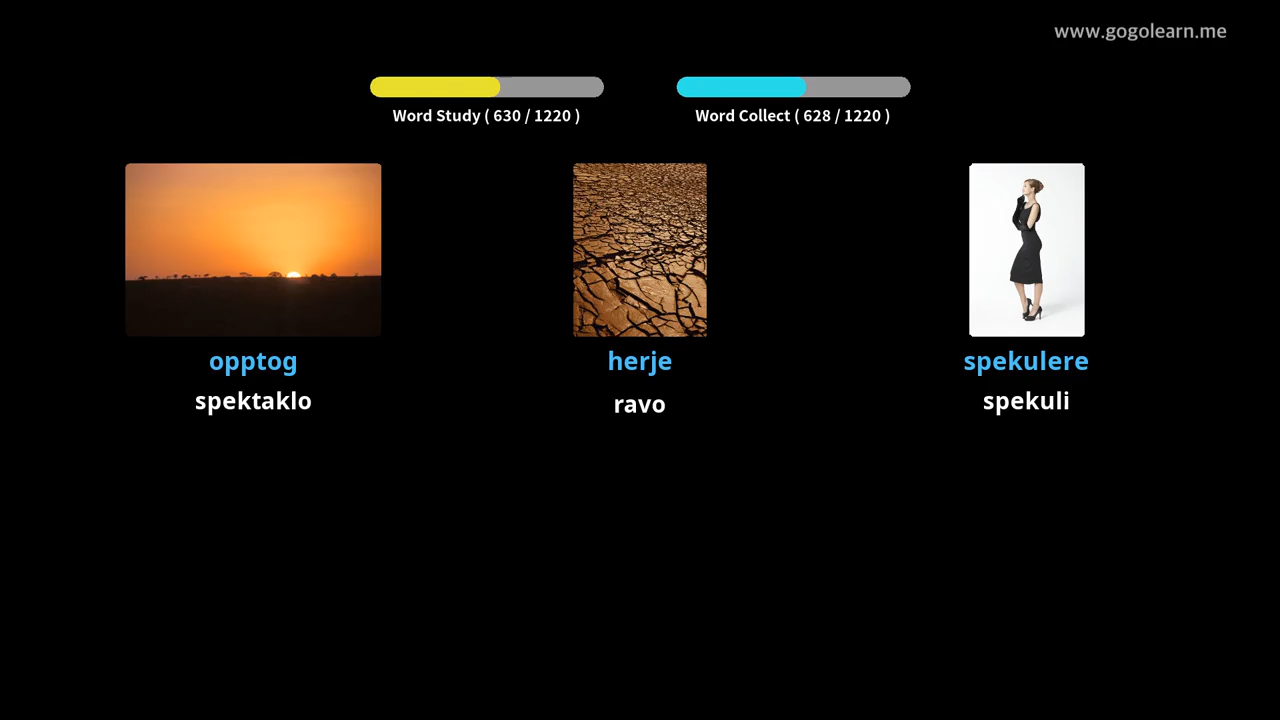 www.gogolearn.me
Word Study ( 630 / 1220 )
Word Collect ( 628 / 1220 )
opptog
spektaklo
herje
ravo
spekulere
spekuli